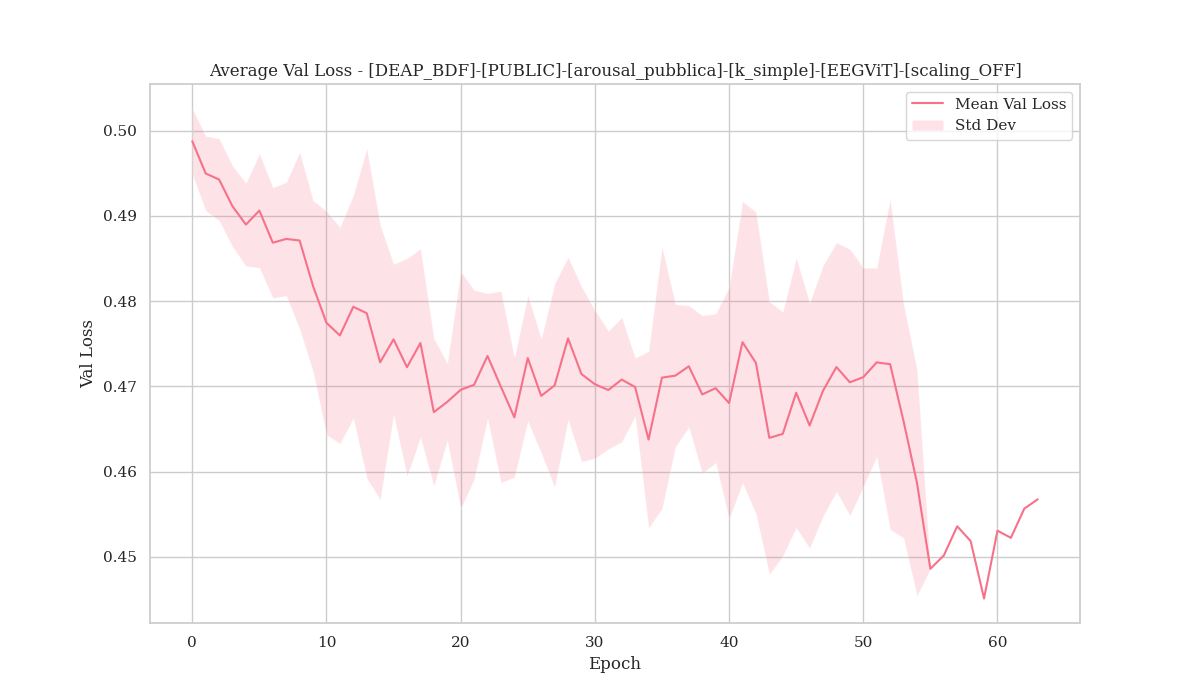 Average Val Loss - [DEAP_BDF]-[PUBLIC]-[arousal_pubblica]-[k_simple]-[EEGViT]-[scaling_OFF]
Mean Val Loss
Std Dev
0.50
0.49
0.48
0.47
0.46
0.45
Val Loss
0 10 20 30 40 50 60
Epoch